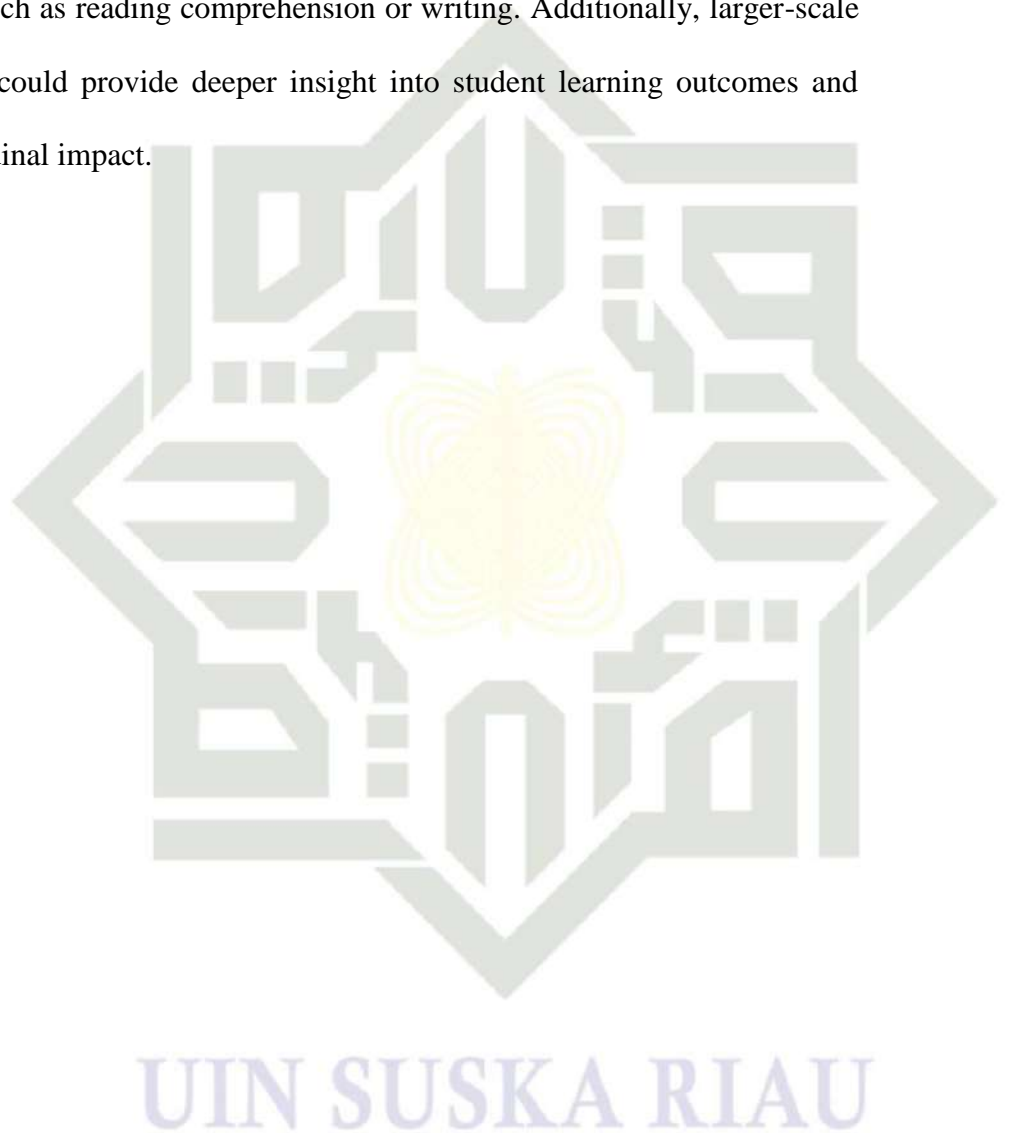 ch as reading comprehension or writing. Additionally, larger-scale
could provide deeper insight into student learning outcomes and
inal impact.
UIN SUSKA RIAU